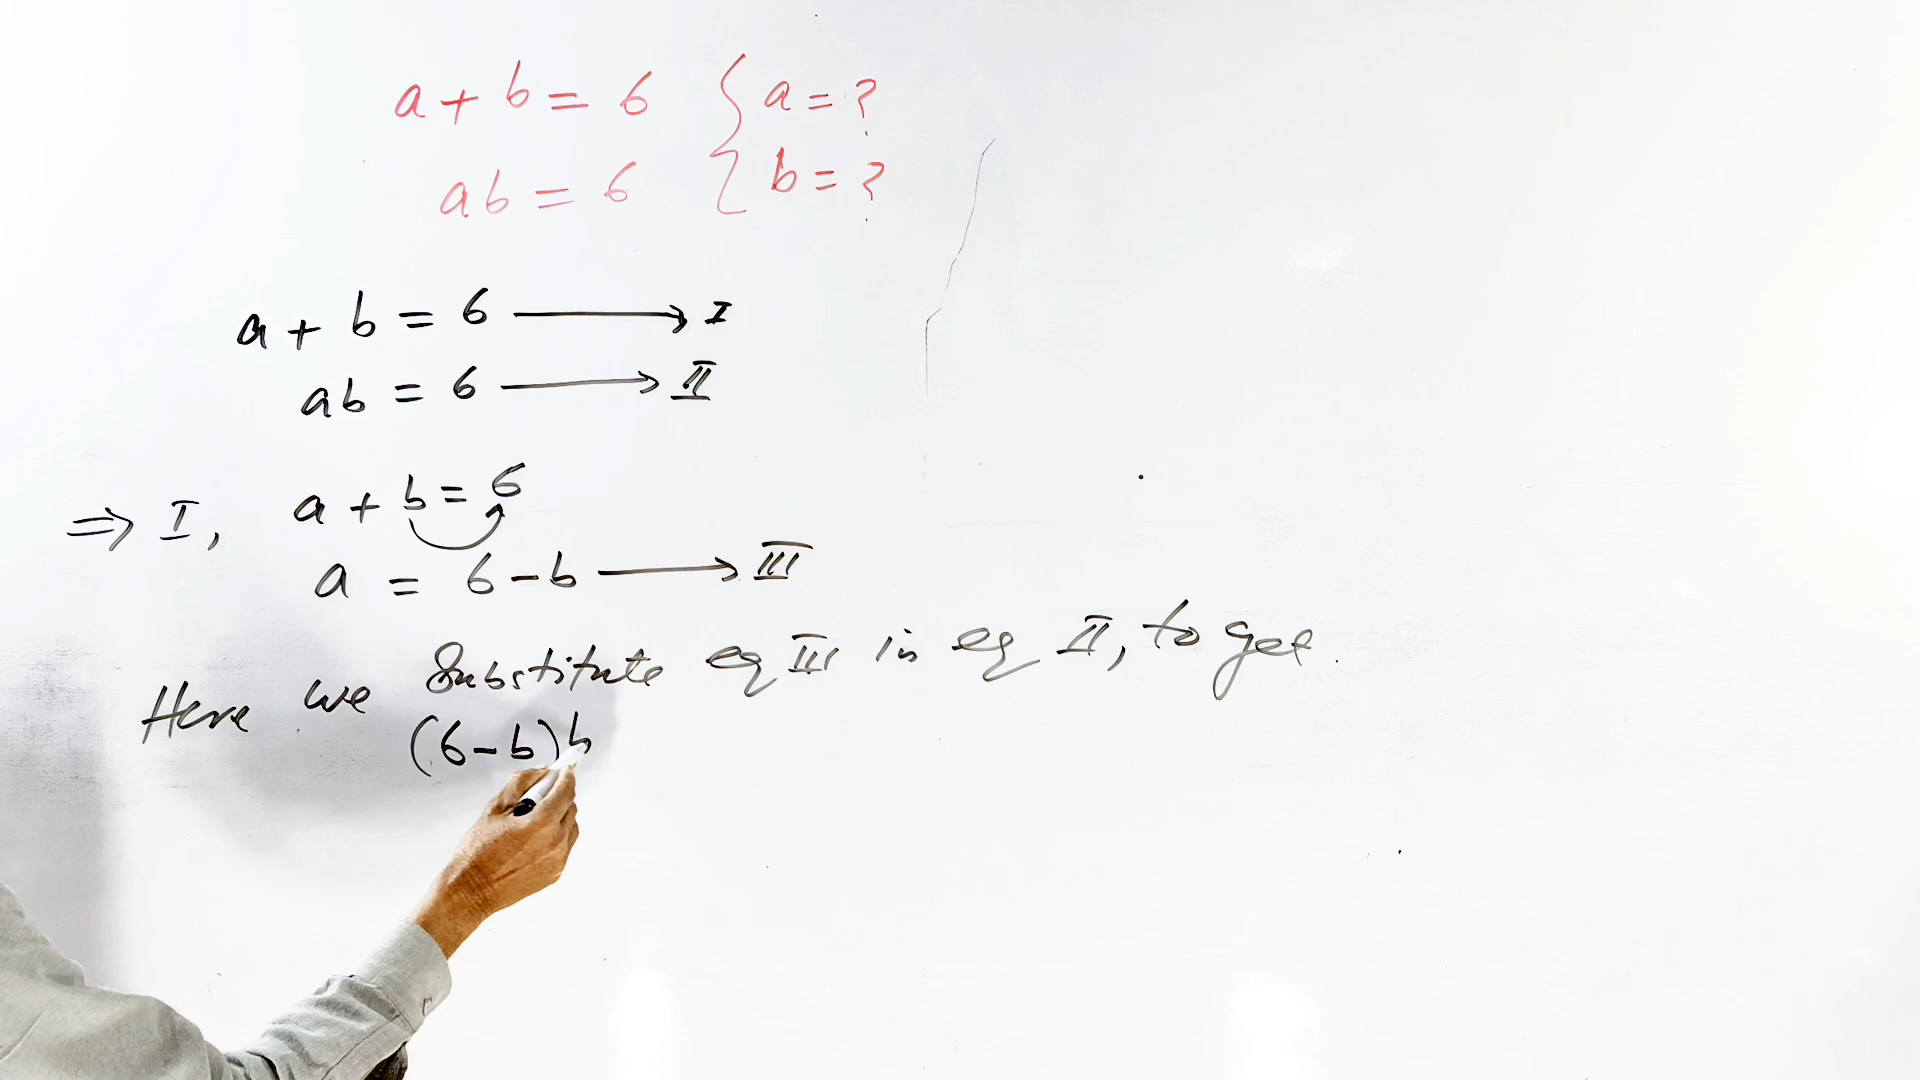 a + b = 6 { a = ?
ab = 6 { b = ?
a + b = 6 → I
ab = 6 → II
⇒ I, a + b = 6
a = 6 - b → III
Here we Substitute eq III in eq II, to get.
(6 - b) b